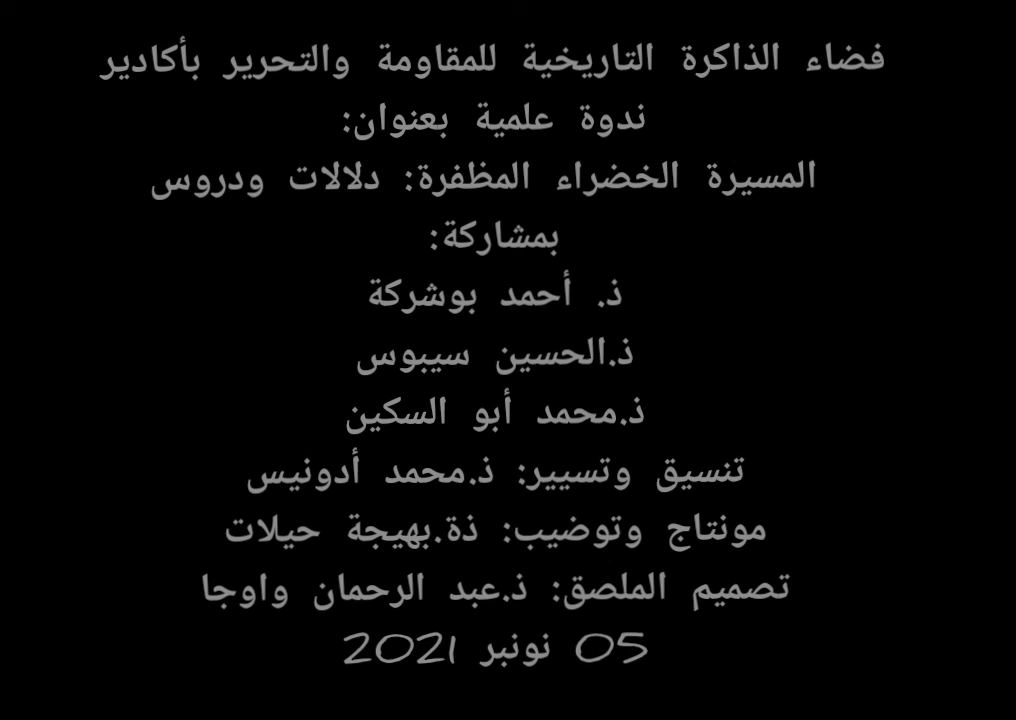 فضاء الذاكرة التاريخية للمقاومة والتحرير بأكادير
ندوة علمية بعنوان:
المسيرة الخضراء المظفرة: دلالات ودروس
بمشاركة:
ذ. أحمد بوشركة
ذ.الحسين سيبوس
ذ.محمد أبو السكين
تنسيق وتسيير: ذ.محمد أدونيس
مونتاج وتوضيب: ذة.بهيجة حيلات
تصميم الملصق: ذ.عبد الرحمان واوجا
05 نونبر 2021